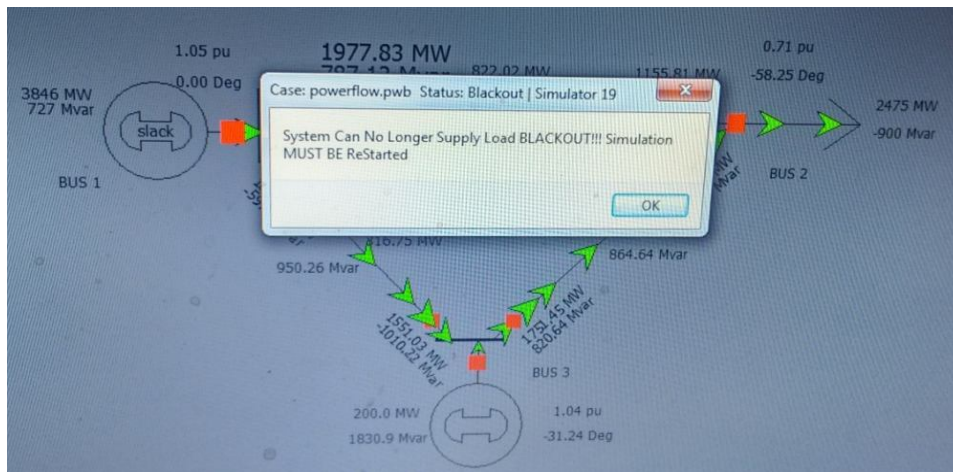 1.05 pu
0.00 Deg
3846 MW
727 Mvar
slack
BUS 1
1977.83 MW
822.02 MW
1155.81 MW
0.71 pu
-58.25 Deg
2475 MW
-900 Mvar
BUS 2
Case: powerflow.pwb Status: Blackout | Simulator 19
System Can No Longer Supply Load BLACKOUT!!! Simulation
MUST BE ReStarted
OK
MW
Mvar
950.26 Mvar
864.64 Mvar
1551.03 MW
-1010.22 Mvar
1751.45 MW
820.64 Mvar
BUS 3
200.0 MW
1830.9 Mvar
1.04 pu
-31.24 Deg